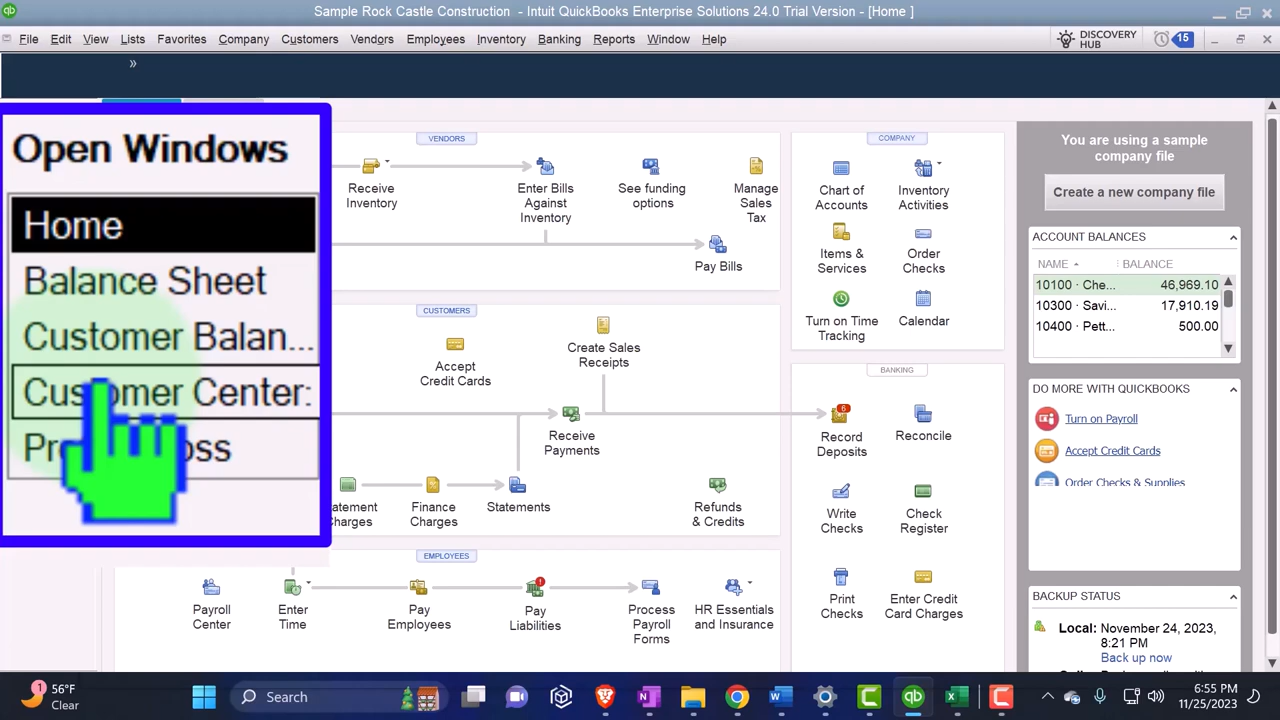 Sample Rock Castle Construction - Intuit QuickBooks Enterprise Solutions 24.0 Trial Version - [Home ]
File Edit View Lists Favorites Company Customers Vendors Employees Inventory Banking Reports Window Help
DISCOVERY
HUB
15
»
Open Windows
Home
Balance Sheet
Customer Balan...
Customer Center:
VENDORS
Receive
Inventory
Enter Bills
Against
Inventory
See funding
options
Manage
Sales
Tax
Pay Bills
CUSTOMERS
Accept
Credit Cards
Create Sales
Receipts
Receive
Payments
Finance
Charges
Statements
Refunds
& Credits
EMPLOYEES
Payroll
Center
Enter
Time
Pay
Employees
Pay
Liabilities
Process
Payroll
Forms
HR Essentials
and Insurance
COMPANY
Chart of
Accounts
Inventory
Activities
Items &
Services
Order
Checks
Turn on Time
Tracking
Calendar
BANKING
6
Record
Deposits
Reconcile
Write
Checks
Check
Register
Print
Checks
Enter Credit
Card Charges
You are using a sample
company file
Create a new company file
ACCOUNT BALANCES
NAME BALANCE
10100 · Che... 46,969.10
10300 · Savi... 17,910.19
10400 · Pett... 500.00
DO MORE WITH QUICKBOOKS
Turn on Payroll
Accept Credit Cards
Order Checks & Supplies
BACKUP STATUS
Local: November 24, 2023,
8:21 PM
Back up now
1
56°F
Clear
Search
6:55 PM
11/25/2023